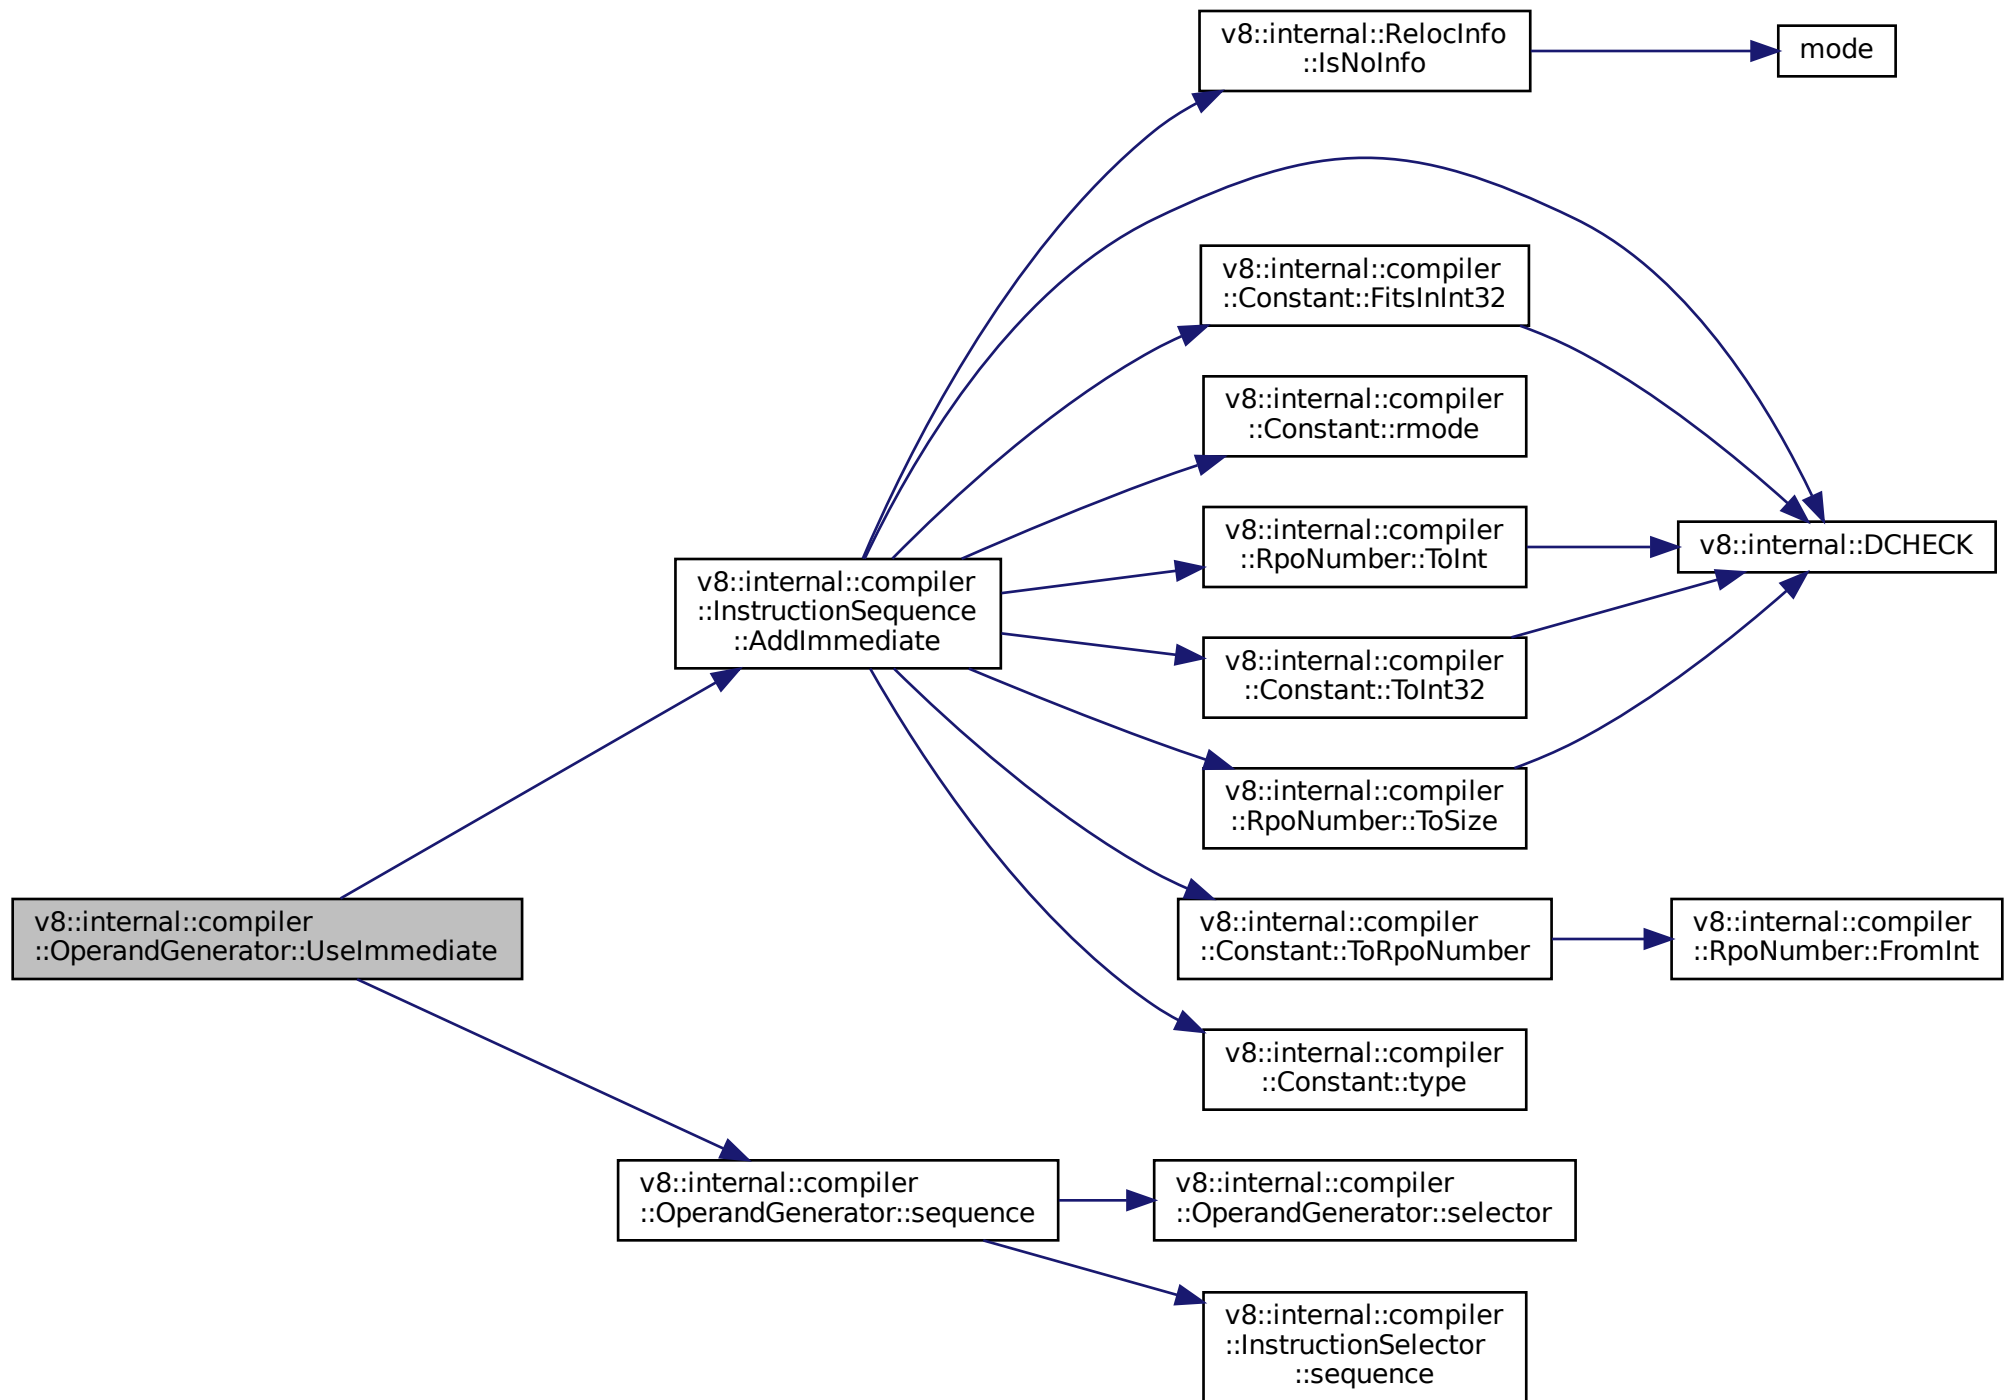 v8::internal::RelocInfo
::IsNoInfo
mode
v8::internal::compiler
::Constant::FitsInInt32
v8::internal::compiler
::Constant::rmode
v8::internal::compiler
::RpoNumber::ToInt
v8::internal::DCHECK
v8::internal::compiler
::InstructionSequence
::AddImmediate
v8::internal::compiler
::Constant::ToInt32
v8::internal::compiler
::RpoNumber::ToSize
v8::internal::compiler
::OperandGenerator::UseImmediate
v8::internal::compiler
::Constant::ToRpoNumber
v8::internal::compiler
::RpoNumber::FromInt
v8::internal::compiler
::Constant::type
v8::internal::compiler
::OperandGenerator::sequence
v8::internal::compiler
::OperandGenerator::selector
v8::internal::compiler
::InstructionSelector
::sequence